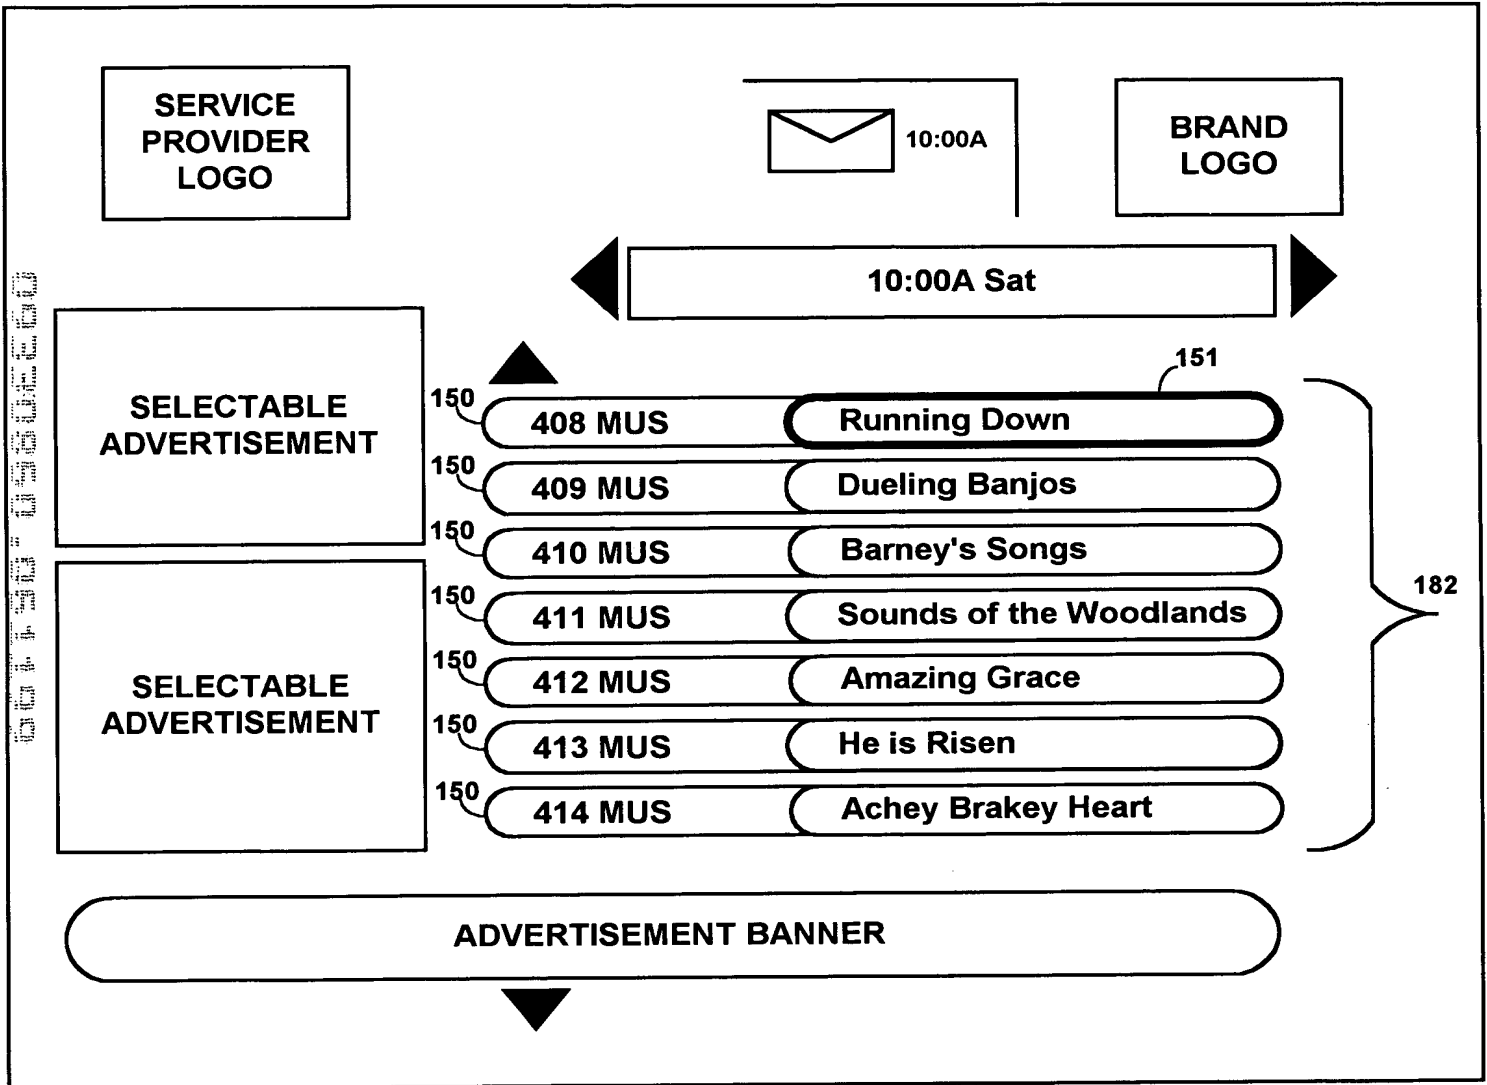 SERVICE
PROVIDER
LOGO
10:00A
BRAND
LOGO
10:00A Sat
SELECTABLE
ADVERTISEMENT
SELECTABLE
ADVERTISEMENT
151
150 408 MUS Running Down
150 409 MUS Dueling Banjos
150 410 MUS Barney's Songs
150 411 MUS Sounds of the Woodlands
150 412 MUS Amazing Grace
150 413 MUS He is Risen
150 414 MUS Achey Brakey Heart
182
ADVERTISEMENT BANNER